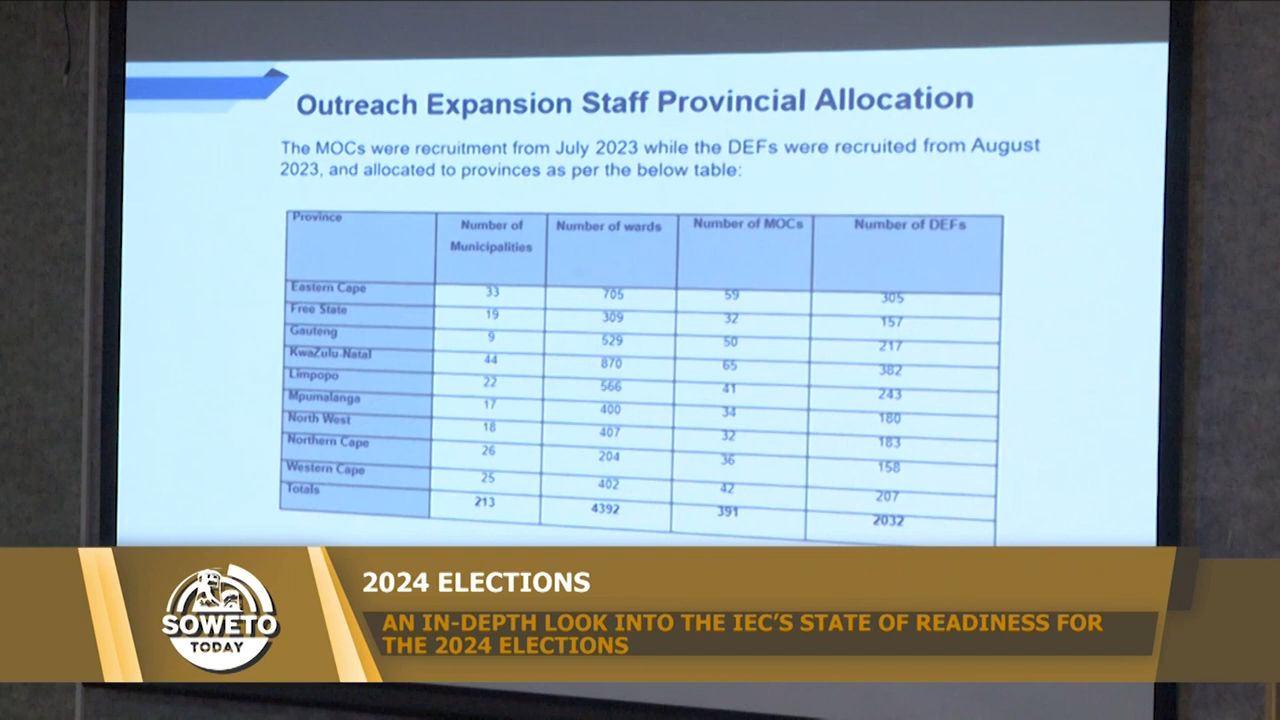 Outreach Expansion Staff Provincial Allocation
The MOCs were recruitment from July 2023 while the DEFs were recruited from August
2023, and allocated to provinces as per the below table:
Province Number of Municipalities Number of wards Number of MOCs Number of DEFs
Eastern Cape 33 705 59 305
Free State 19 309 32 157
Gauteng 9 529 50 217
KwaZulu Natal 44 870 65 382
Limpopo 22 566 41 243
Mpumalanga 17 400 34 180
North West 18 407 32 183
Northern Cape 26 204 36 158
Western Cape 25 402 42 207
Totals 213 4392 391 2032
2024 ELECTIONS
AN IN-DEPTH LOOK INTO THE IEC'S STATE OF READINESS FOR
THE 2024 ELECTIONS
SOWETO
TODAY